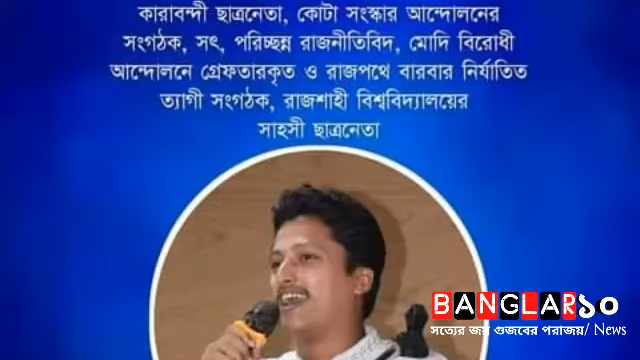 কারাবন্দী ছাত্রনেতা, কোটা সংস্কার আন্দোলনের
সংগঠক, সৎ, পরিচ্ছন্ন রাজনীতিবিদ, মোদি বিরোধী
আন্দোলনে গ্রেফতারকৃত ও রাজপথে বারবার নির্যাতিত
ত্যাগী সংগঠক, রাজশাহী বিশ্ববিদ্যালয়ের
সাহসী ছাত্রনেতা
BANGLAR১০
সত্যের জয় গুজবের পরাজয়/ News